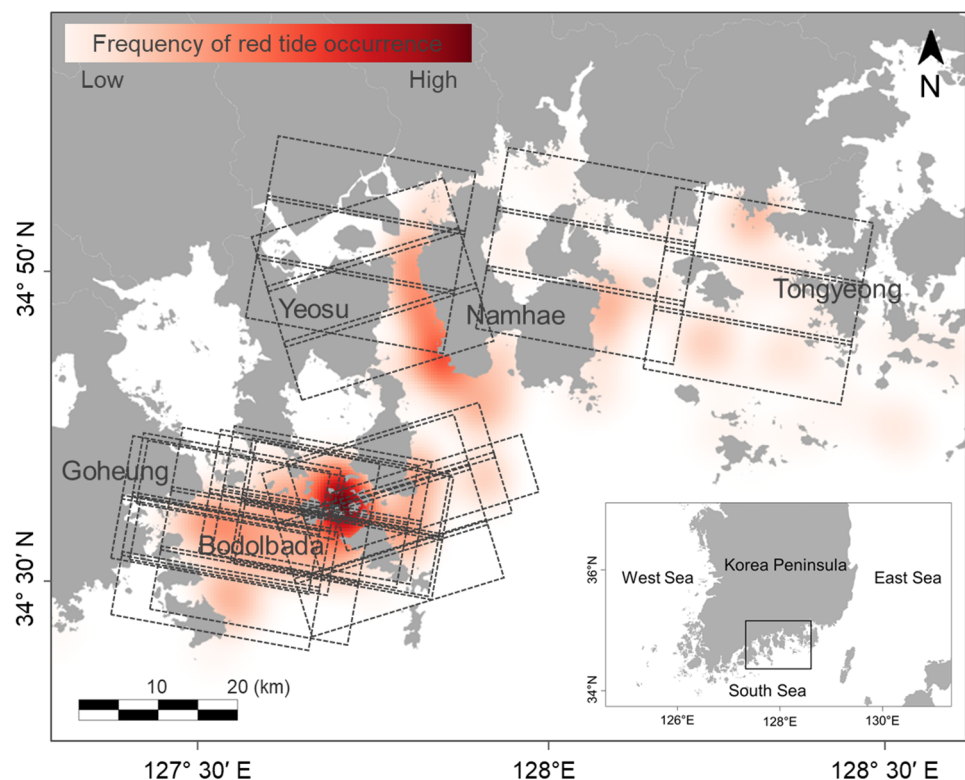 Frequency of red tide occurrence
Low High
N
34° 50′ N
Yeosu
Namhae
Tongyeong
Goheung
Bodolbada
34° 30′ N
10 20 (km)
36°N
Korea Peninsula
West Sea
East Sea
South Sea
34°N
126°E 128°E 130°E
127° 30′ E 128° E 128° 30′ E